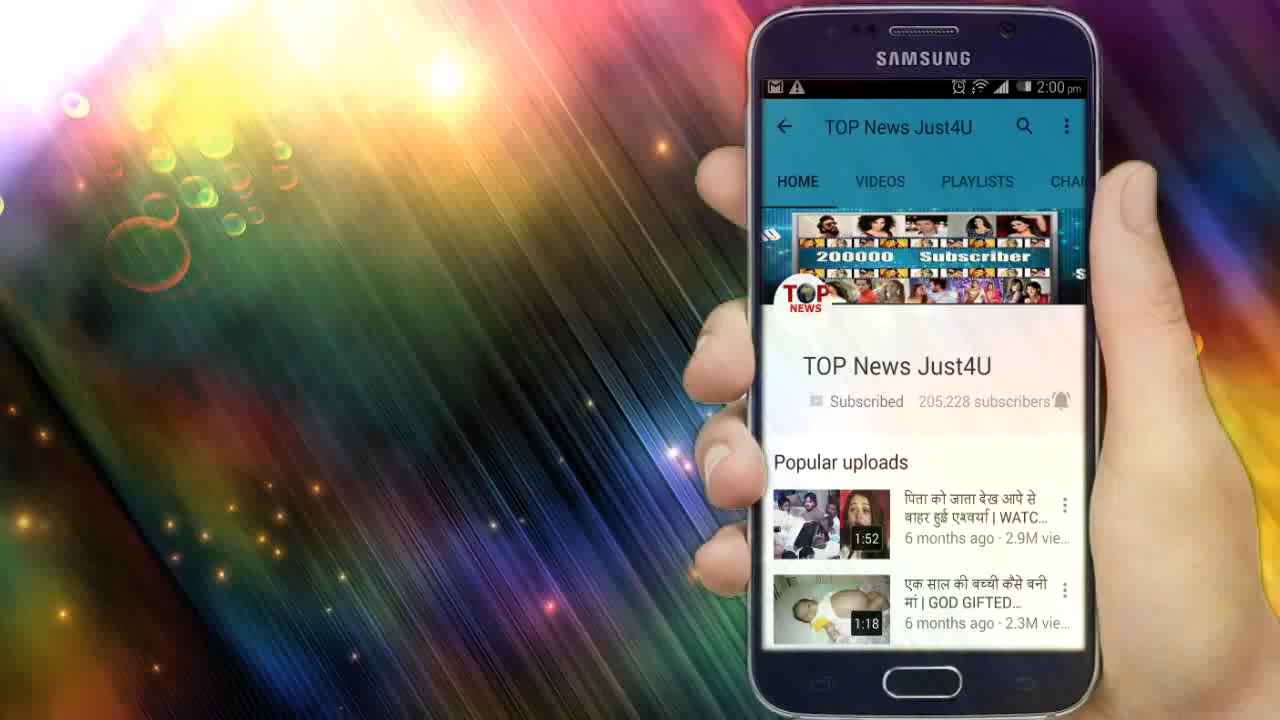 SAMSUNG
2:00 pm
TOP News Just4U
HOME VIDEOS PLAYLISTS CHAN
200000 Subscriber
TOP
NEWS
TOP News Just4U
Subscribed 205,228 subscribers
Popular uploads
पिता को जाता देख आपे से
बाहर हुई एश्वर्या | WATC...
6 months ago · 2.9M vie...
1:52
एक साल की बच्ची कैसे बनी
मां | GOD GIFTED...
6 months ago · 2.3M vie...
1:18